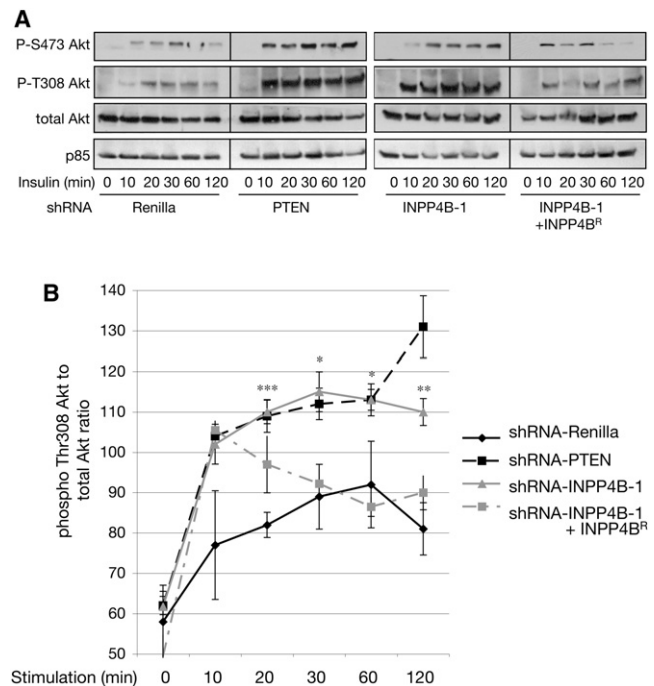 A
P-S473 Akt
P-T308 Akt
total Akt
p85
Insulin (min) 0 10 20 30 60 120 0 10 20 30 60 120 0 10 20 30 60 120 0 10 20 30 60 120
shRNA Renilla PTEN INPP4B-1 INPP4B-1
+INPP4Bᴿ
B
140
130
120
110
100
90
80
70
60
50
phospho Thr308 Akt to
total Akt ratio
***
*
*
**
shRNA-Renilla
shRNA-PTEN
shRNA-INPP4B-1
shRNA-INPP4B-1
+ INPP4Bᴿ
Stimulation (min) 0 10 20 30 60 120